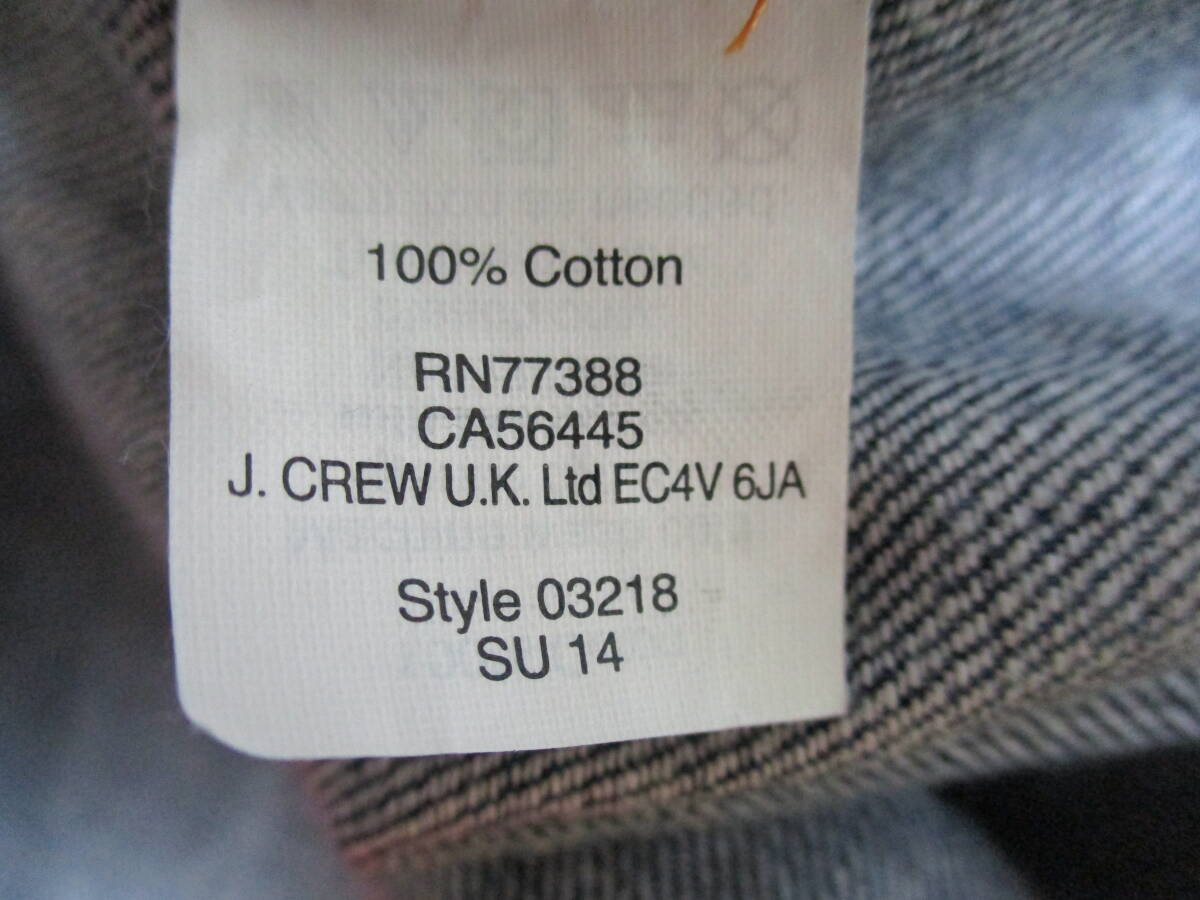 100% Cotton
RN77388
CA56445
J. CREW U.K. Ltd EC4V 6JA
Style 03218
SU 14